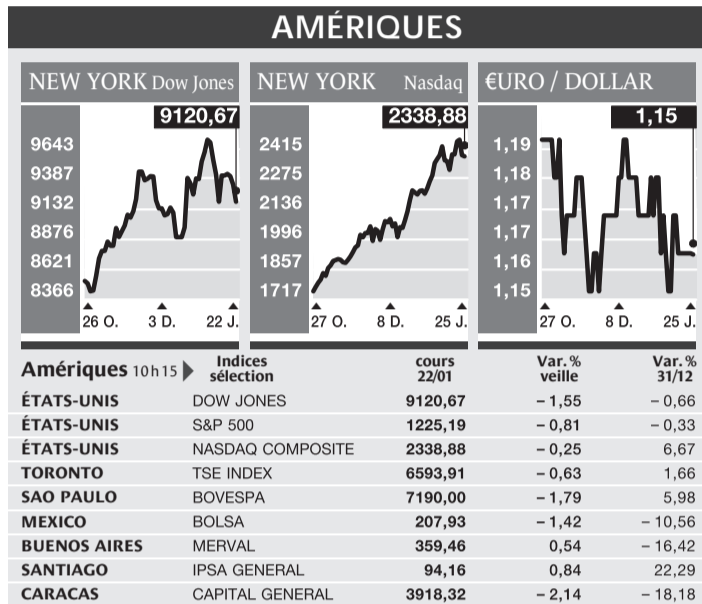 AMÉRIQUES
NEW YORK Dow Jones
9120,67
9643
9387
9132
8876
8621
8366
26 O. 3 D. 22 J.
NEW YORK Nasdaq
2338,88
2415
2275
2136
1996
1857
1717
27 O. 8 D. 25 J.
€URO / DOLLAR
1,15
1,19
1,18
1,17
1,17
1,16
1,15
27 O. 8 D. 25 J.
Amériques 10h15 Indices sélection cours 22/01 Var. % veille Var. % 31/12
ÉTATS-UNIS DOW JONES 9120,67 – 1,55 – 0,66
ÉTATS-UNIS S&P 500 1225,19 – 0,81 – 0,33
ÉTATS-UNIS NASDAQ COMPOSITE 2338,88 – 0,25 6,67
TORONTO TSE INDEX 6593,91 – 0,63 1,66
SAO PAULO BOVESPA 7190,00 – 1,79 5,98
MEXICO BOLSA 207,93 – 1,42 – 10,56
BUENOS AIRES MERVAL 359,46 0,54 – 16,42
SANTIAGO IPSA GENERAL 94,16 0,84 22,29
CARACAS CAPITAL GENERAL 3918,32 – 2,14 – 18,18